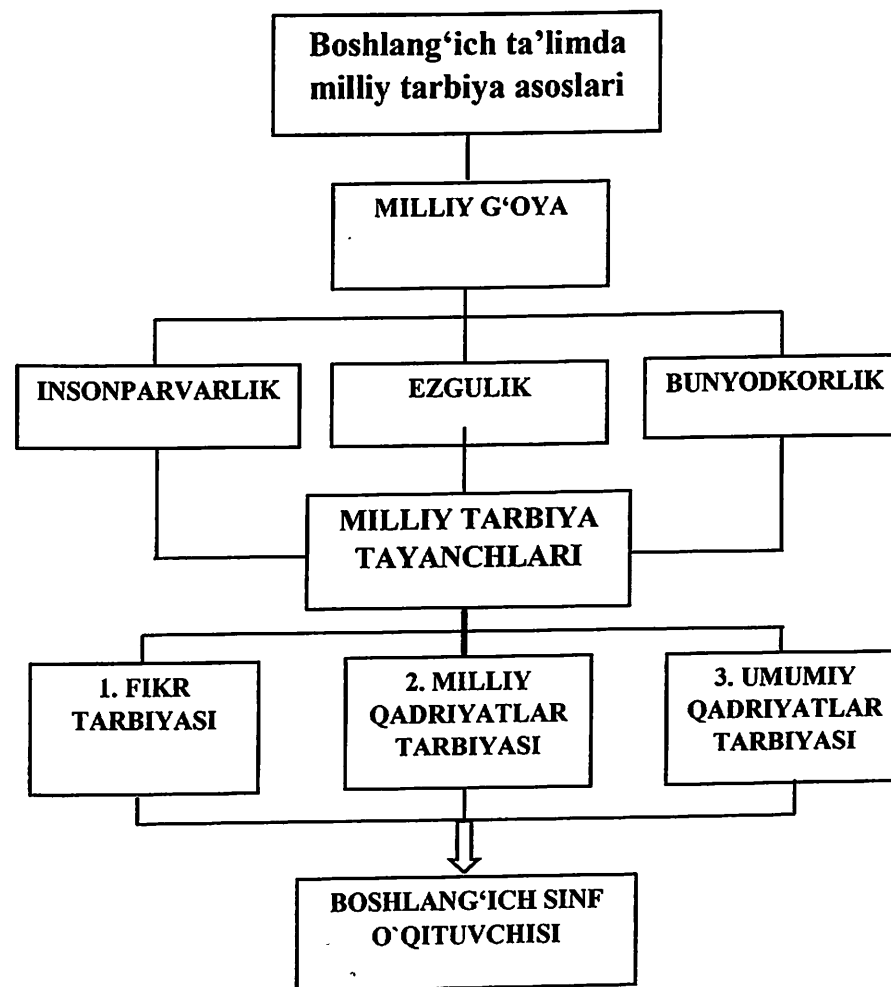 Boshlang‘ich ta’limda
milliy tarbiya asoslari
MILLIY G‘OYA
INSONPARVARLIK
EZGULIK
BUNYODKORLIK
MILLIY TARBIYA
TAYANCHLARI
1. FIKR
TARBIYASI
2. MILLIY
QADRIYATLAR
TARBIYASI
3. UMUMIY
QADRIYATLAR
TARBIYASI
BOSHLANG‘ICH SINF
O`QITUVCHISI